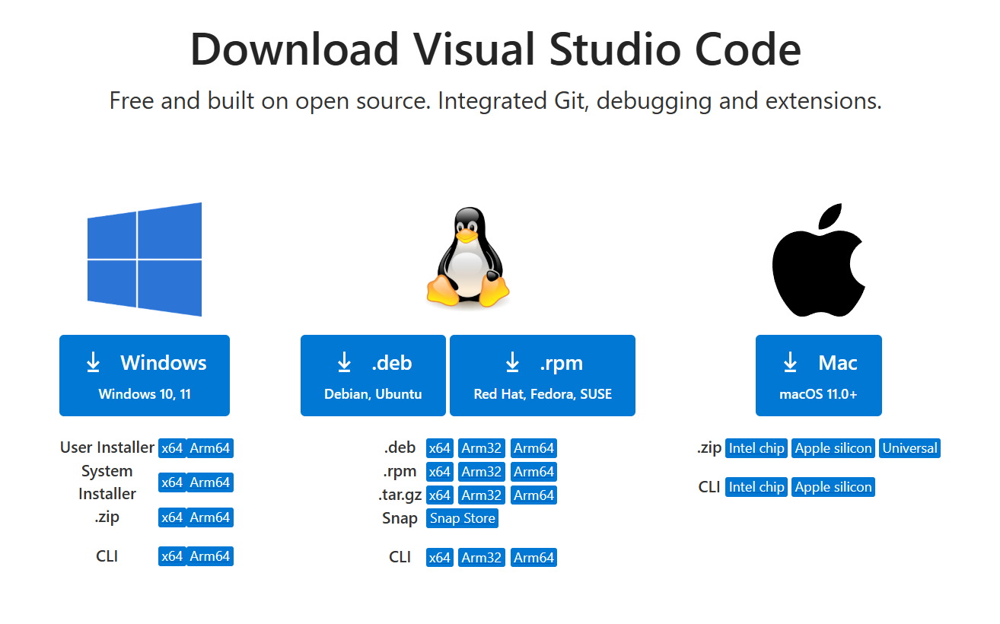 Download Visual Studio Code
Free and built on open source. Integrated Git, debugging and extensions.
Windows
Windows 10, 11
User Installer x64 Arm64
System
Installer x64 Arm64
.zip x64 Arm64
CLI x64 Arm64
.deb
Debian, Ubuntu
.rpm
Red Hat, Fedora, SUSE
.deb x64 Arm32 Arm64
.rpm x64 Arm32 Arm64
.tar.gz x64 Arm32 Arm64
Snap Snap Store
CLI x64 Arm32 Arm64
Mac
macOS 11.0+
.zip Intel chip Apple silicon Universal
CLI Intel chip Apple silicon